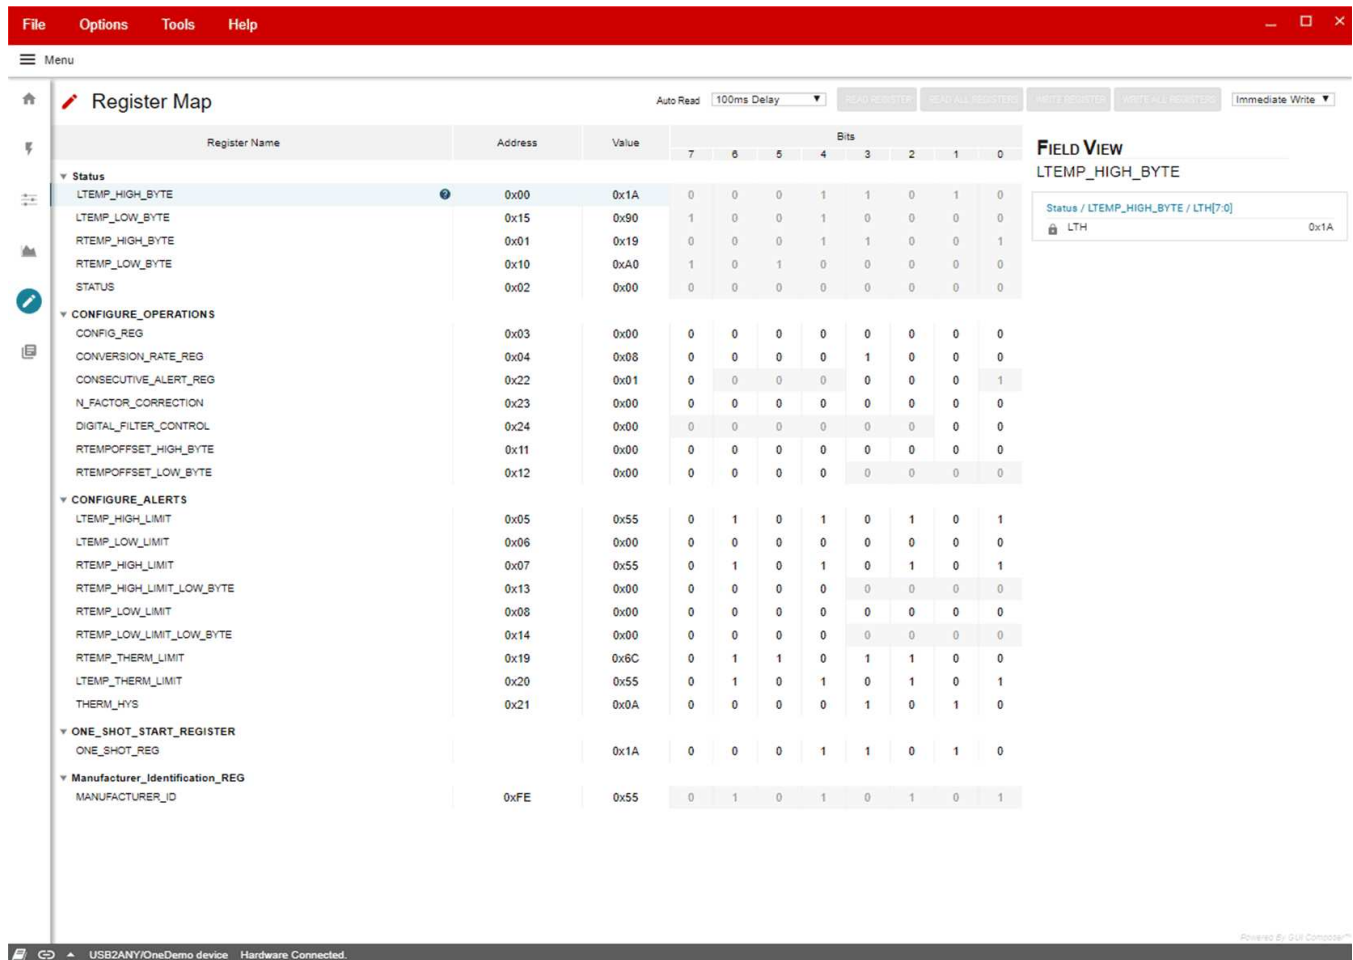 File Options Tools Help
Menu
Register Map
Auto Read 100ms Delay READ REGISTER READ ALL REGISTERS WRITE REGISTER WRITE ALL REGISTERS Immediate Write
Register Name Address Value Bits
7 6 5 4 3 2 1 0
Status
LTEMP_HIGH_BYTE 0x00 0x1A 0 0 0 1 1 0 1 0
LTEMP_LOW_BYTE 0x15 0x90 1 0 0 1 0 0 0 0
RTEMP_HIGH_BYTE 0x01 0x19 0 0 0 1 1 0 0 1
RTEMP_LOW_BYTE 0x10 0xA0 1 0 1 0 0 0 0 0
STATUS 0x02 0x00 0 0 0 0 0 0 0 0
CONFIGURE_OPERATIONS
CONFIG_REG 0x03 0x00 0 0 0 0 0 0 0 0
CONVERSION_RATE_REG 0x04 0x08 0 0 0 0 1 0 0 0
CONSECUTIVE_ALERT_REG 0x22 0x01 0 0 0 0 0 0 0 1
N_FACTOR_CORRECTION 0x23 0x00 0 0 0 0 0 0 0 0
DIGITAL_FILTER_CONTROL 0x24 0x00 0 0 0 0 0 0 0 0
RTEMPOFFSET_HIGH_BYTE 0x11 0x00 0 0 0 0 0 0 0 0
RTEMPOFFSET_LOW_BYTE 0x12 0x00 0 0 0 0 0 0 0 0
CONFIGURE_ALERTS
LTEMP_HIGH_LIMIT 0x05 0x55 0 1 0 1 0 1 0 1
LTEMP_LOW_LIMIT 0x06 0x00 0 0 0 0 0 0 0 0
RTEMP_HIGH_LIMIT 0x07 0x55 0 1 0 1 0 1 0 1
RTEMP_HIGH_LIMIT_LOW_BYTE 0x13 0x00 0 0 0 0 0 0 0 0
RTEMP_LOW_LIMIT 0x08 0x00 0 0 0 0 0 0 0 0
RTEMP_LOW_LIMIT_LOW_BYTE 0x14 0x00 0 0 0 0 0 0 0 0
RTEMP_THERM_LIMIT 0x19 0x6C 0 1 1 0 1 1 0 0
LTEMP_THERM_LIMIT 0x20 0x55 0 1 0 1 0 1 0 1
THERM_HYS 0x21 0x0A 0 0 0 0 1 0 1 0
ONE_SHOT_START_REGISTER
ONE_SHOT_REG 0x1A 0 0 0 1 1 0 1 0
Manufacturer_Identification_REG
MANUFACTURER_ID 0xFE 0x55 0 1 0 1 0 1 0 1
FIELD VIEW
LTEMP_HIGH_BYTE
Status / LTEMP_HIGH_BYTE / LTH[7:0]
LTH 0x1A
Powered By GUI Composer™
USB2ANY/OneDemo device Hardware Connected.